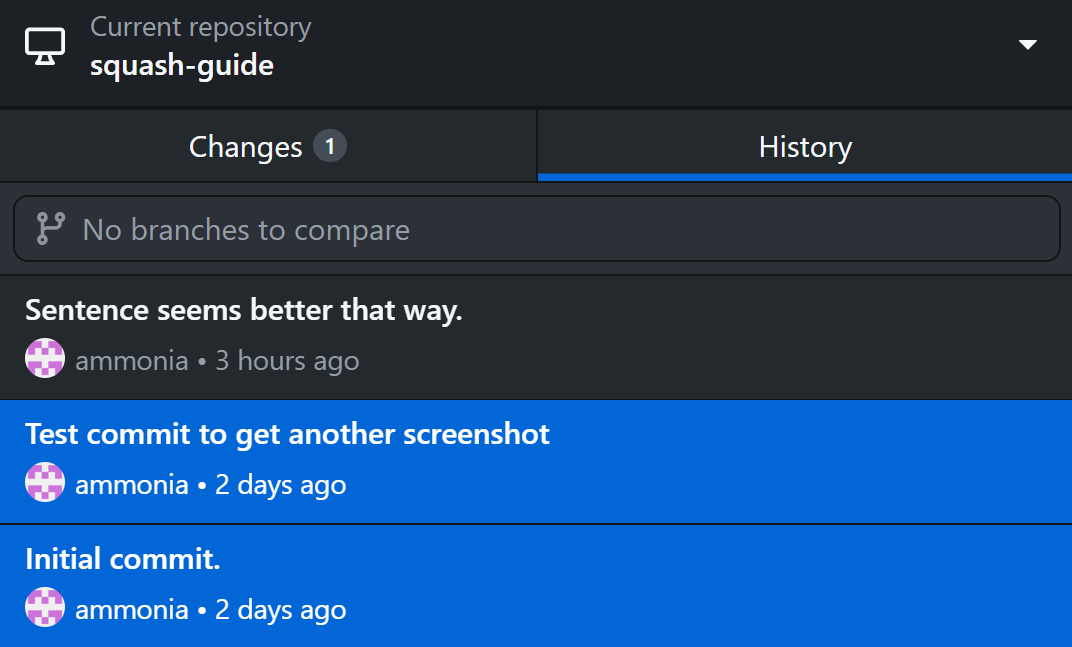 Current repository
squash-guide
Changes 1
History
No branches to compare
Sentence seems better that way.
ammonia • 3 hours ago
Test commit to get another screenshot
ammonia • 2 days ago
Initial commit.
ammonia • 2 days ago